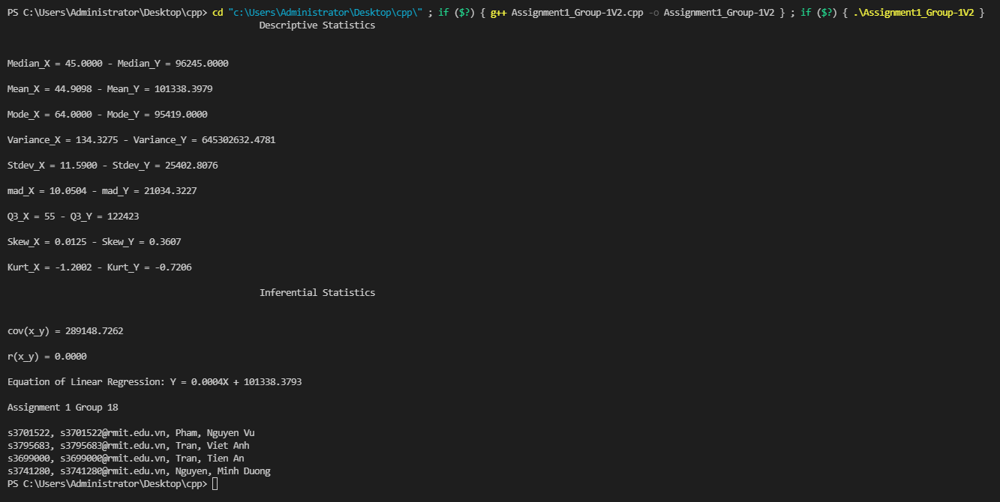 PS C:\Users\Administrator\Desktop\cpp> cd "c:\Users\Administrator\Desktop\cpp\" ; if ($?) { g++ Assignment1_Group-1V2.cpp -o Assignment1_Group-1V2 } ; if ($?) { .\Assignment1_Group-1V2 }
Descriptive Statistics
Median_X = 45.0000 - Median_Y = 96245.0000
Mean_X = 44.9098 - Mean_Y = 101338.3979
Mode_X = 64.0000 - Mode_Y = 95419.0000
Variance_X = 134.3275 - Variance_Y = 645302632.4781
Stdev_X = 11.5900 - Stdev_Y = 25402.8076
mad_X = 10.0504 - mad_Y = 21034.3227
Q3_X = 55 - Q3_Y = 122423
Skew_X = 0.0125 - Skew_Y = 0.3607
Kurt_X = -1.2002 - Kurt_Y = -0.7206
Inferential Statistics
cov(x_y) = 289148.7262
r(x_y) = 0.0000
Equation of Linear Regression: Y = 0.0004X + 101338.3793
Assignment 1 Group 18
s3701522, s3701522@rmit.edu.vn, Pham, Nguyen Vu
s3795683, s3795683@rmit.edu.vn, Tran, Viet Anh
s3699000, s3699000@rmit.edu.vn, Tran, Tien An
s3741280, s3741280@rmit.edu.vn, Nguyen, Minh Duong
PS C:\Users\Administrator\Desktop\cpp>